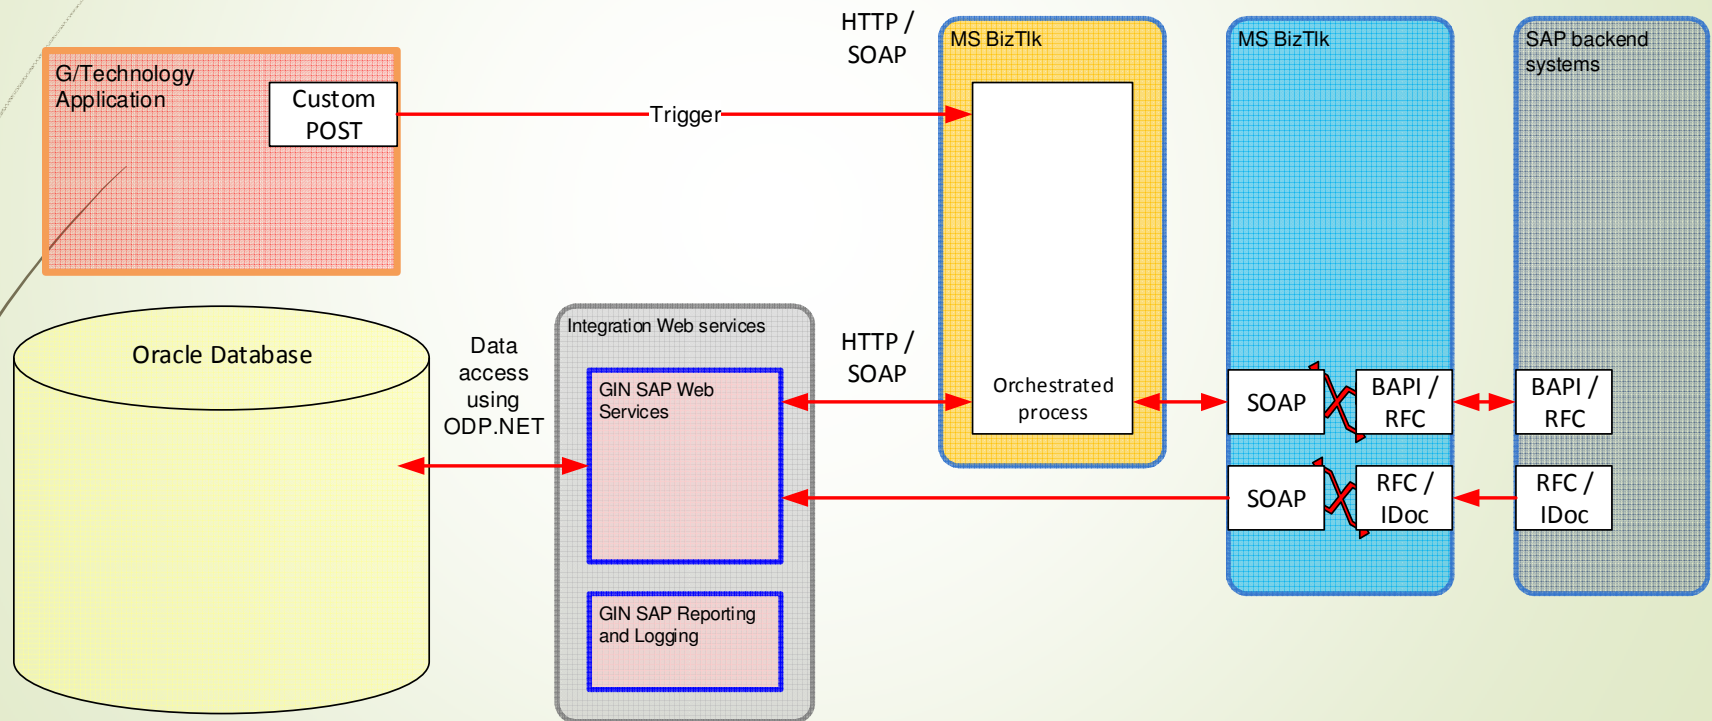 G/Technology
Application
Custom
POST
Trigger
HTTP /
SOAP
MS BizTlk
Orchestrated
process
MS BizTlk
SAP backend
systems
Oracle Database
Data
access
using
ODP.NET
Integration Web services
GIN SAP Web
Services
GIN SAP Reporting
and Logging
HTTP /
SOAP
SOAP
BAPI /
RFC
BAPI /
RFC
SOAP
RFC /
IDoc
RFC /
IDoc